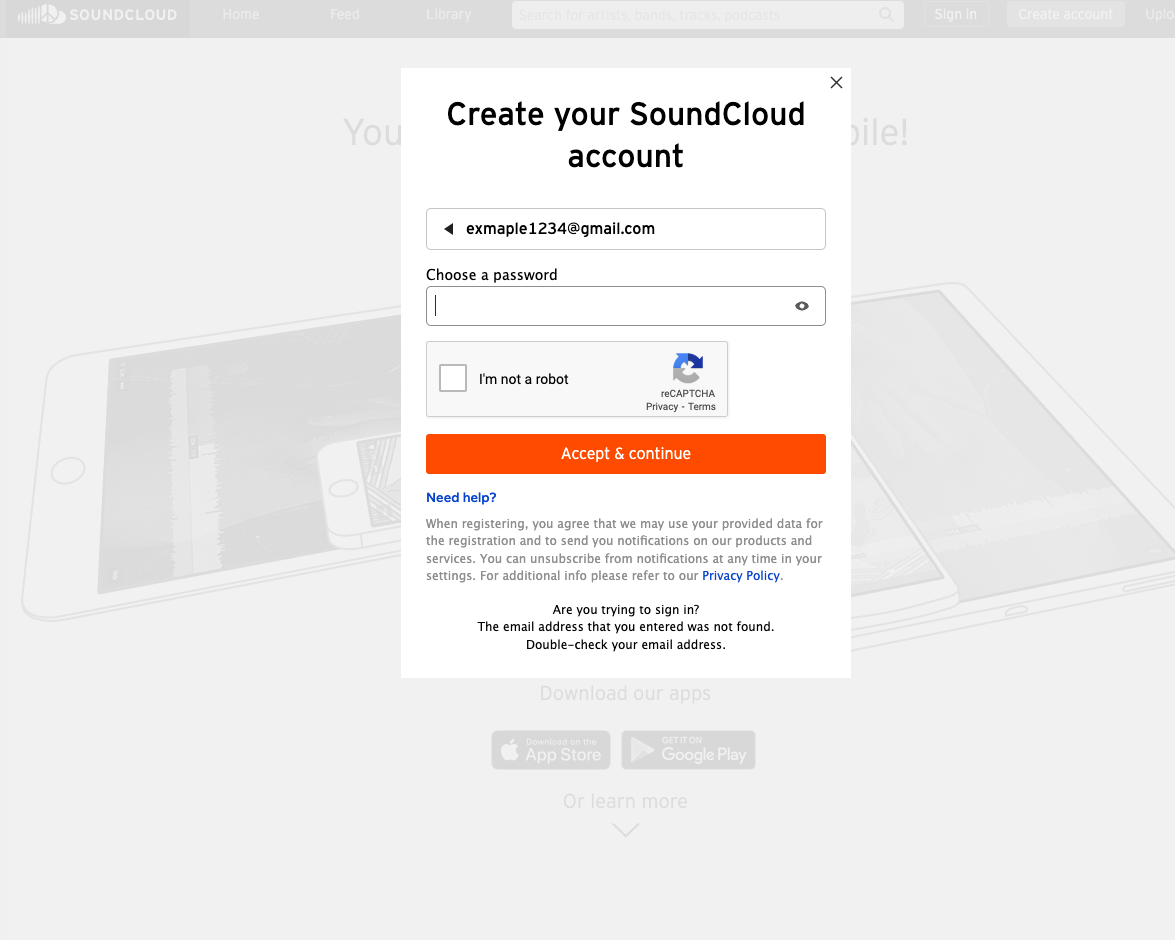 SOUNDCLOUD
Home
Feed
Library
Search for artists, bands, tracks, podcasts
Sign in
Create account
Uplo
You
bile!
Create your SoundCloud
account
exmaple1234@gmail.com
Choose a password
I'm not a robot
reCAPTCHA
Privacy - Terms
Accept & continue
Need help?
When registering, you agree that we may use your provided data for
the registration and to send you notifications on our products and
services. You can unsubscribe from notifications at any time in your
settings. For additional info please refer to our Privacy Policy.
Are you trying to sign in?
The email address that you entered was not found.
Double-check your email address.
Download our apps
Download on the
App Store
GET IT ON
Google Play
Or learn more